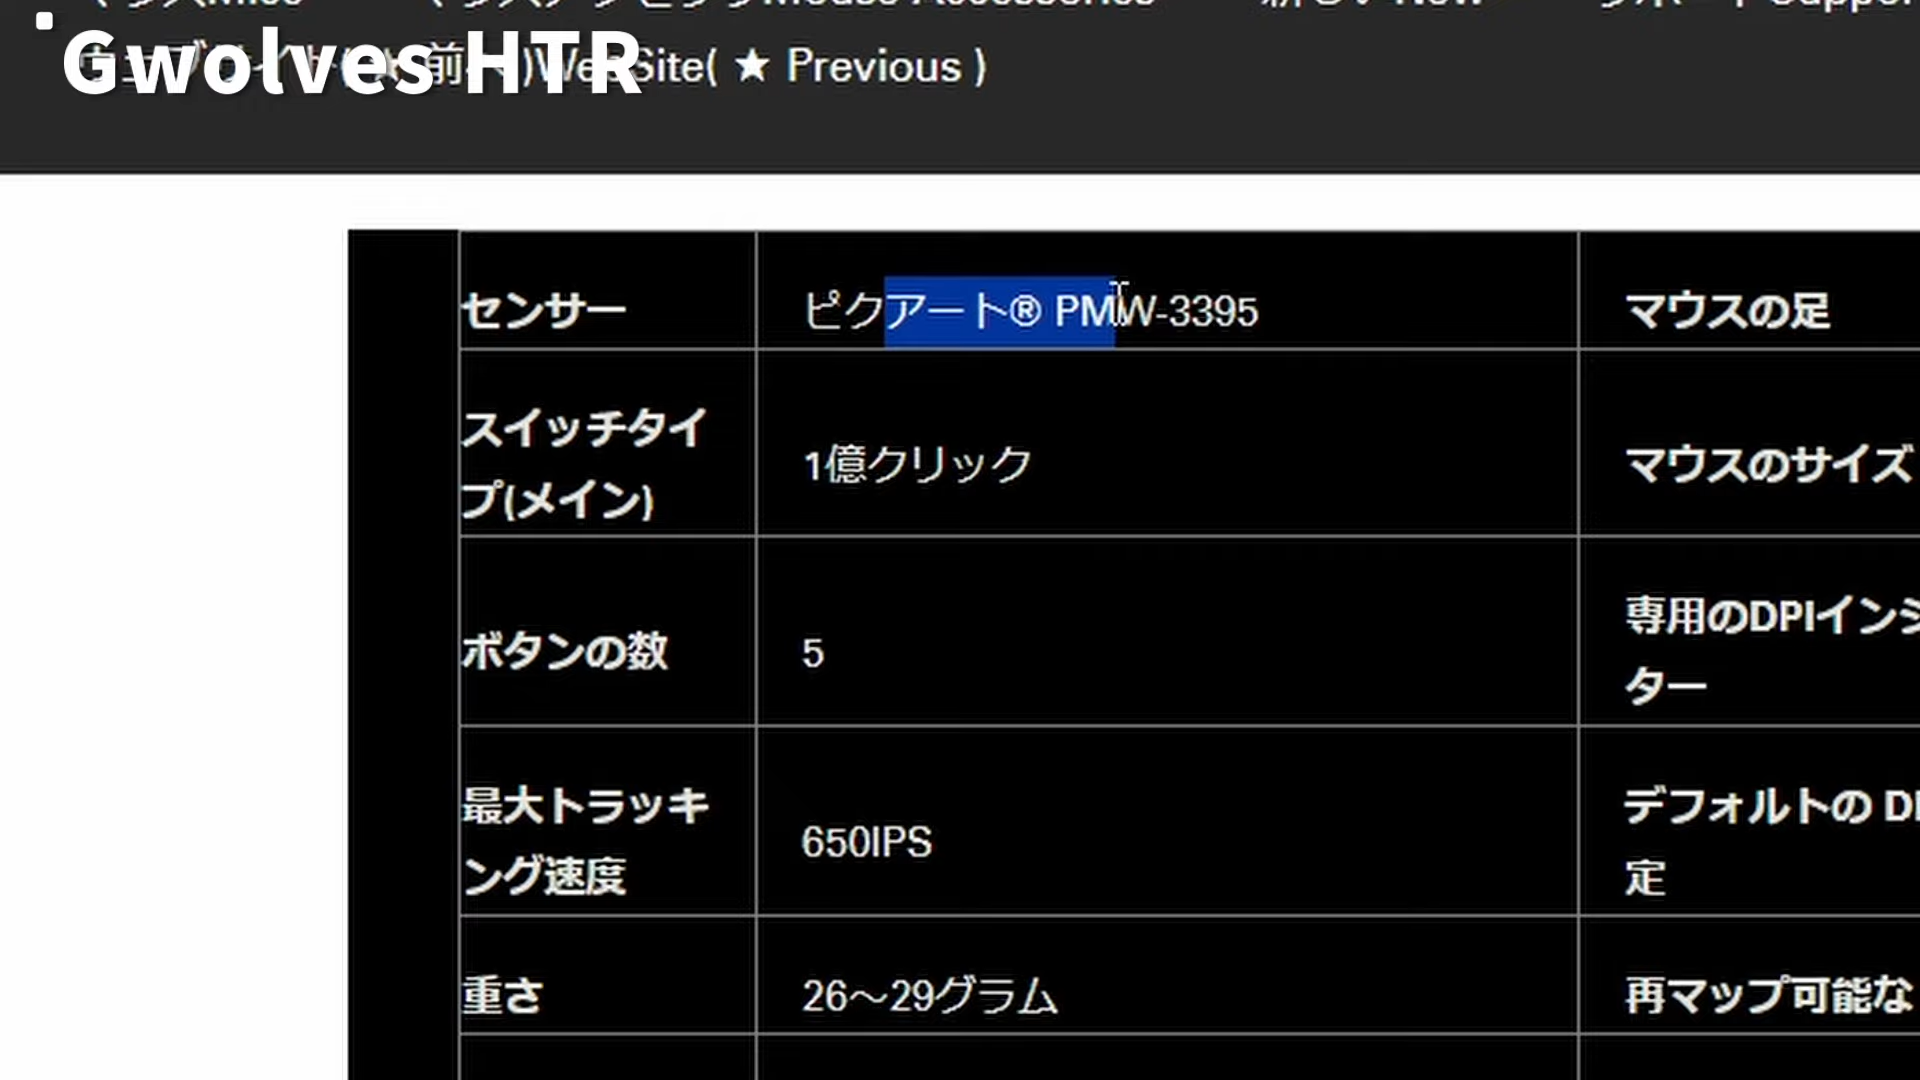 Gwolves HTR
Site( ★ Previous )
センサー
ピクアート® PMW-3395
マウスの足
スイッチタイ
プ(メイン)
1億クリック
マウスのサイズ
ボタンの数
5
専用のDPIインジ
ター
最大トラッキ
ング速度
650IPS
デフォルトの
定
重さ
26〜29グラム
再マップ可能な